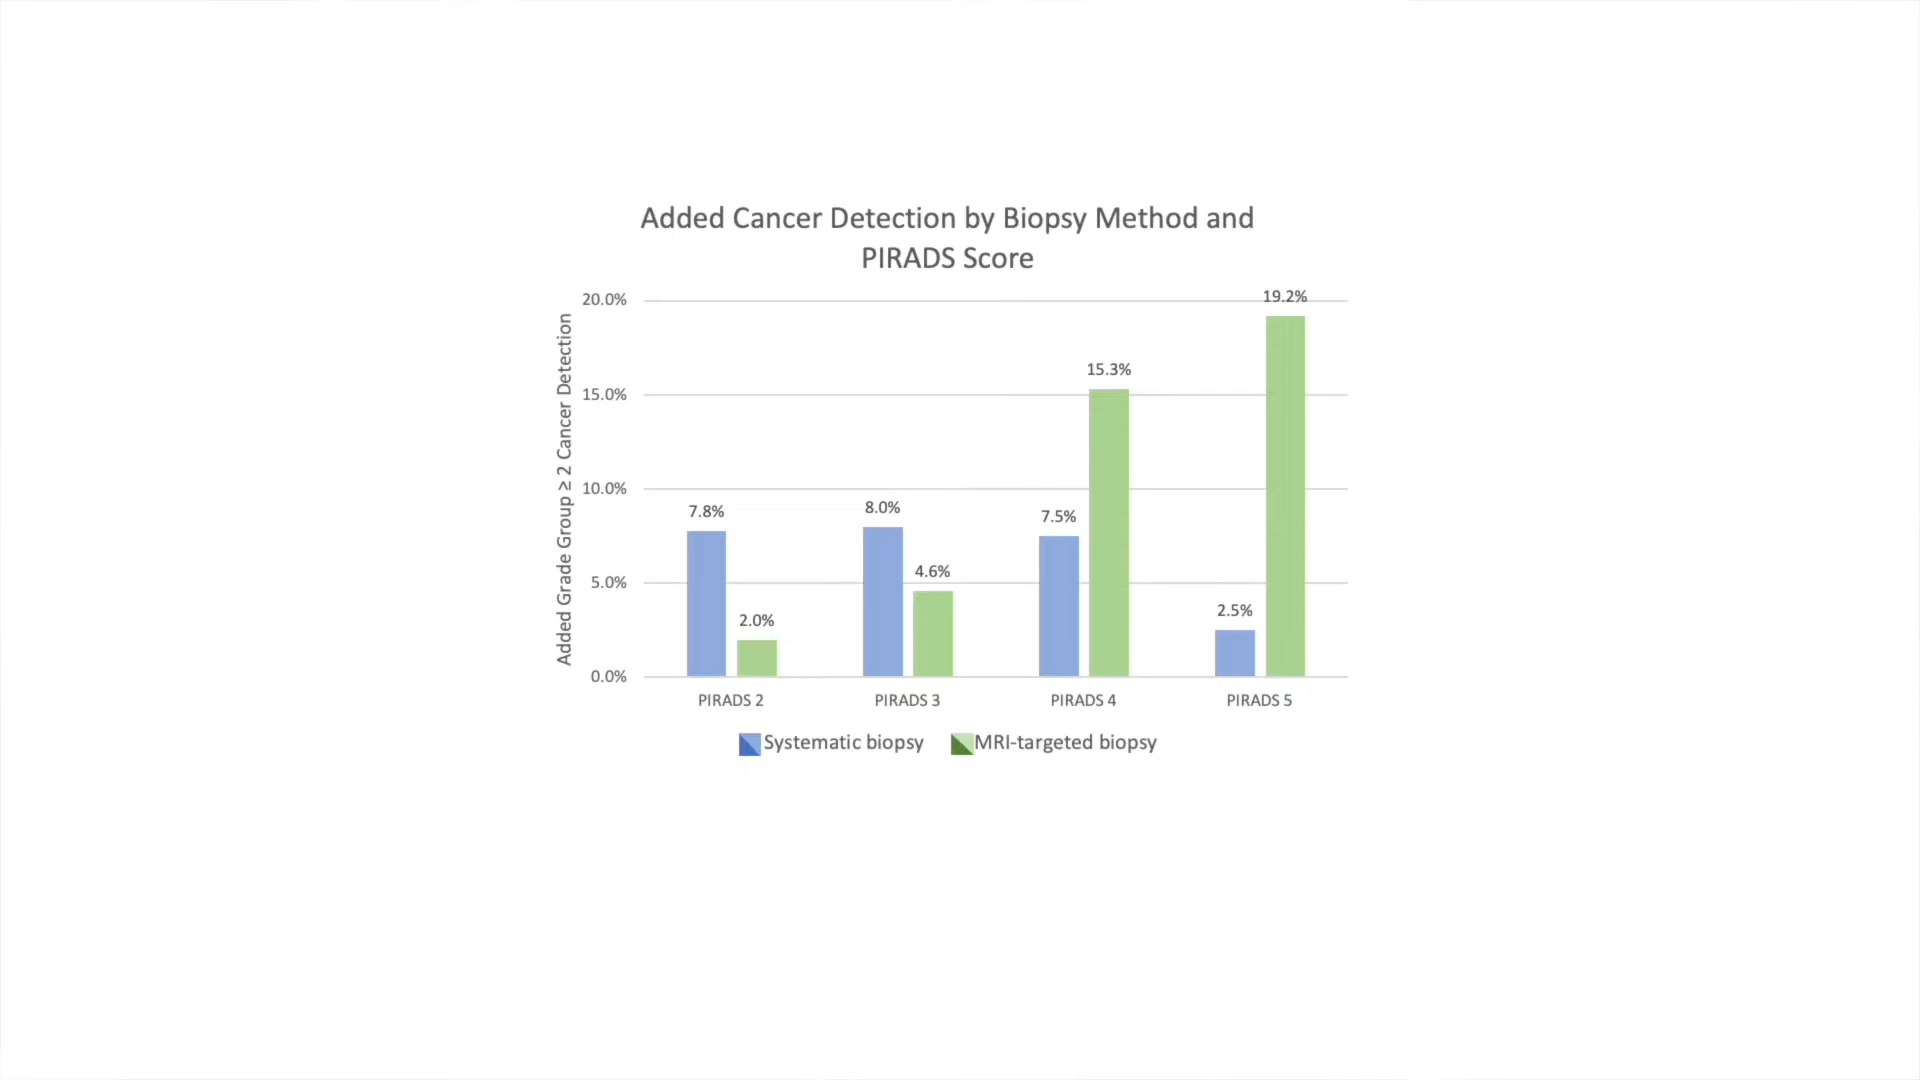 Added Cancer Detection by Biopsy Method and
PIRADS Score
Added Grade Group ≥ 2 Cancer Detection
20.0%
15.0%
10.0%
5.0%
0.0%
7.8%
2.0%
8.0%
4.6%
7.5%
15.3%
2.5%
19.2%
PIRADS 2
PIRADS 3
PIRADS 4
PIRADS 5
Systematic biopsy
MRI-targeted biopsy